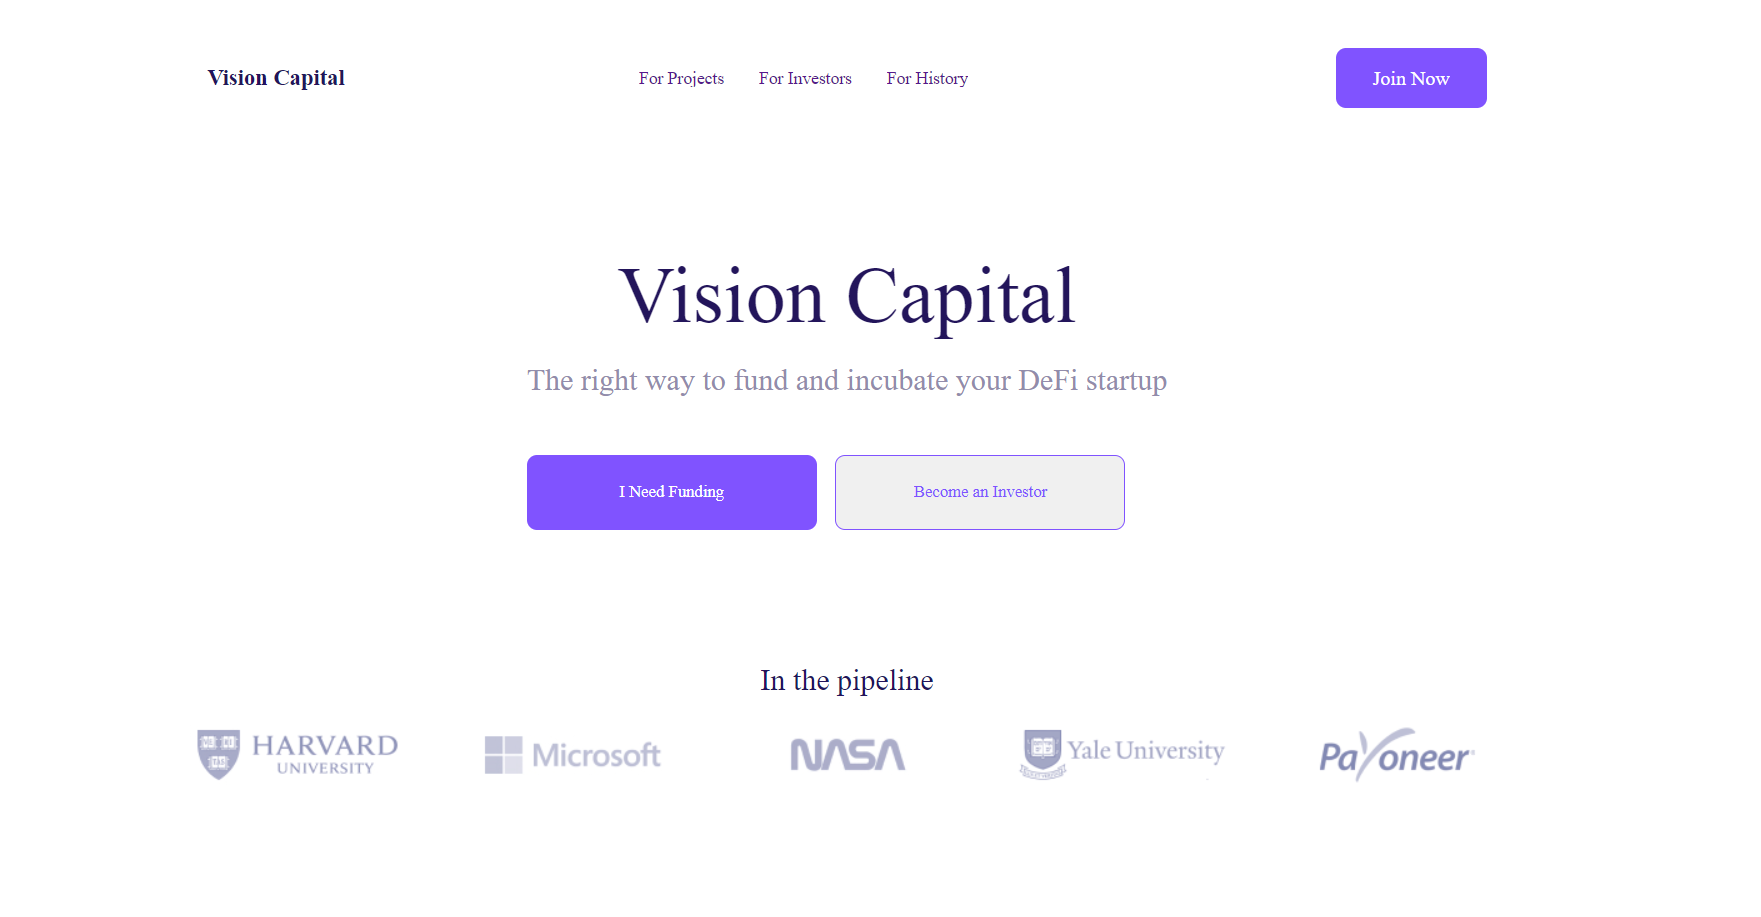 Vision Capital
For Projects
For Investors
For History
Join Now
Vision Capital
The right way to fund and incubate your DeFi startup
I Need Funding
Become an Investor
In the pipeline
HARVARD
UNIVERSITY
Microsoft
NASA
Yale University
Payoneer